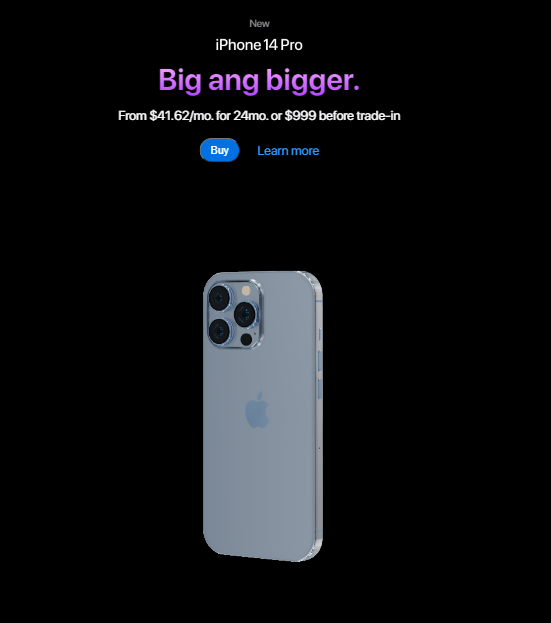 New
iPhone 14 Pro
Big ang bigger.
From $41.62/mo. for 24mo. or $999 before trade-in
Buy Learn more